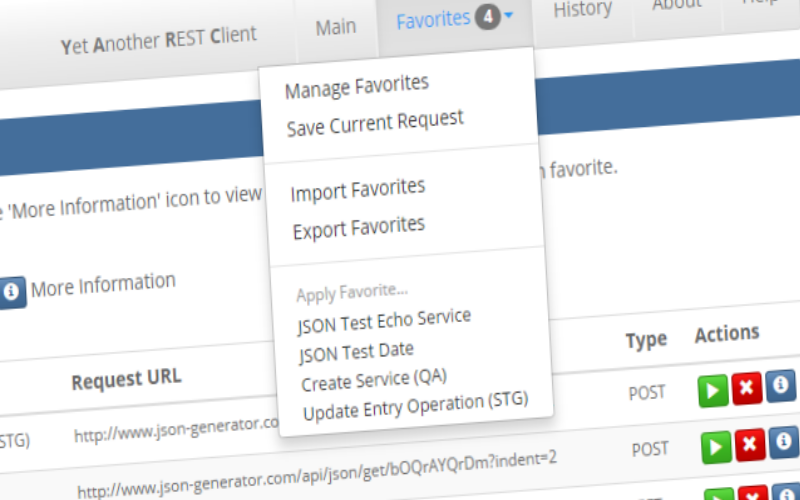 Yet Another REST Client
Main
Favorites 4
History
About
Manage Favorites
Save Current Request
'More Information' icon to view
favorite.
Import Favorites
Export Favorites
More Information
Apply Favorite...
JSON Test Echo Service
JSON Test Date
Create Service (QA)
Update Entry Operation (STG)
Request URL
Type
Actions
STG)
http://www.json-generator.co
POST
http://www.json-generator.com/api/json/get/bOQrAYQrDm?indent=2
POST